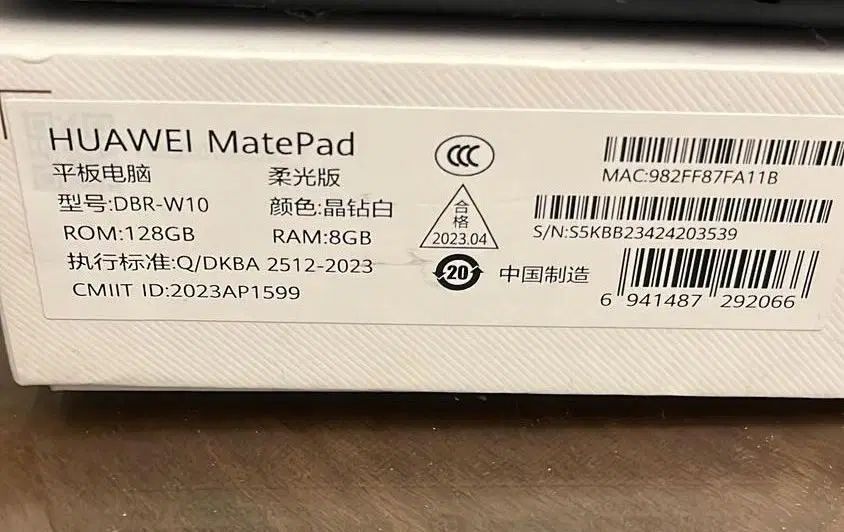 HUAWEI MatePad
平板电脑 柔光版
型号:DBR-W10 颜色:晶钻白
ROM:128GB RAM:8GB
执行标准:Q/DKBA 2512-2023
CMIIT ID:2023AP1599
CCC
合格
2023.04
20
中国制造
MAC:982FF87FA11B
S/N:S5KBB23424203539
6 941487 292066